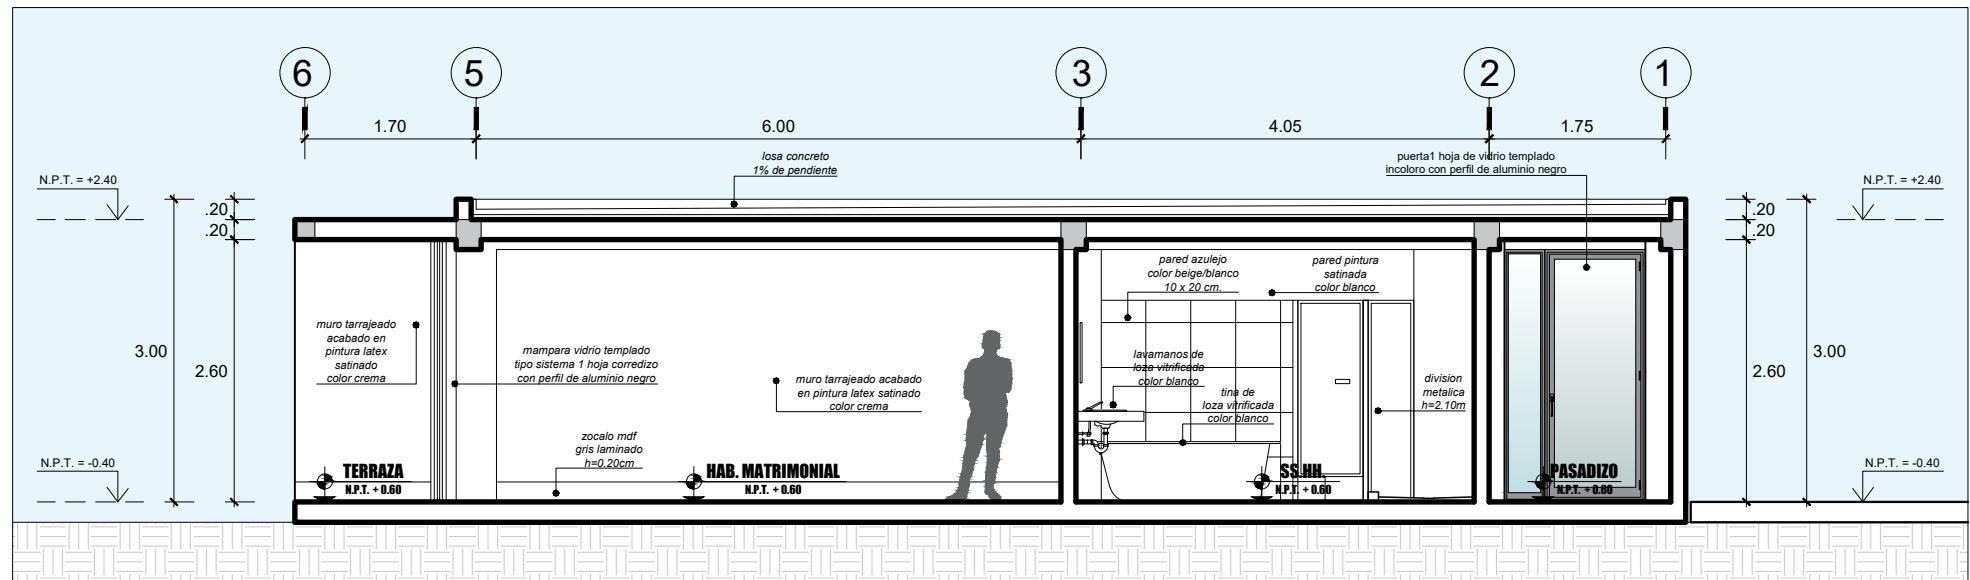 6
5
3
2
1
1.70
6.00
4.05
1.75
losa concreto
1% de pendiente
puerta1 hoja de vidrio templado
incoloro con perfil de aluminio negro
N.P.T. = +2.40
N.P.T. = +2.40
.20
.20
.20
.20
3.00
2.60
2.60
3.00
muro tarrajeado
acabado en
pintura latex
satinado
color crema
mampara vidrio templado
tipo sistema 1 hoja corredizo
con perfil de aluminio negro
muro tarrajeado acabado
en pintura latex satinado
color crema
zocalo mdf
gris laminado
h=0.20cm
pared azulejo
color beige/blanco
10 x 20 cm.
pared pintura
satinada
color blanco
lavamanos de
loza vitrificada
color blanco
tina de
loza vitrificada
color blanco
division
metalica
h=2.10m
N.P.T. = -0.40
N.P.T. = -0.40
TERRAZA
N.P.T. + 0.60
HAB. MATRIMONIAL
N.P.T. + 0.60
SS.HH.
N.P.T. + 0.60
PASADIZO
N.P.T. + 0.60